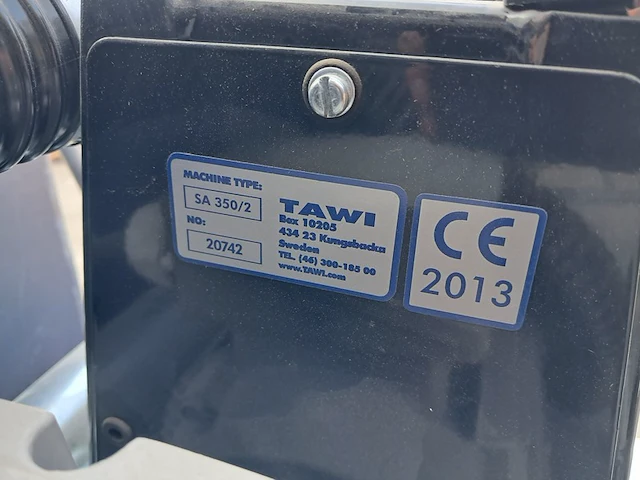 MACHINE TYPE:
SA 350/2
NO:
20742
TAWI
Box 10205
434 23 Kungsbacka
Sweden
TEL. (46) 300-185 00
www.TAWI.com
CE
2013